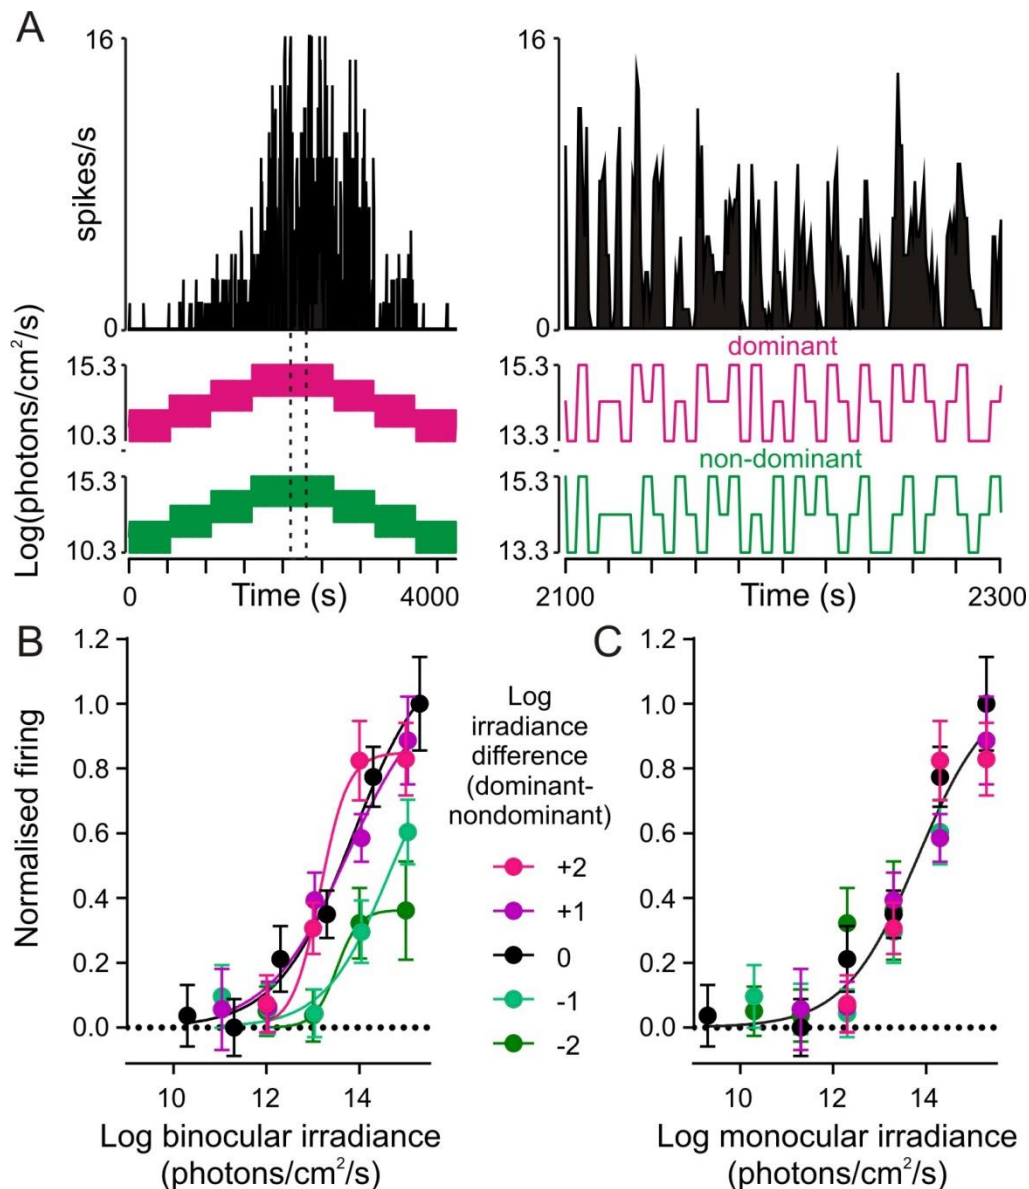 A
16
spikes/s
0
16
0
Log(photons/cm²/s)
15.3
10.3
15.3
10.3
dominant
15.3
13.3
non-dominant
15.3
13.3
0
Time (s)
4000
2100
Time (s)
2300
B
1.2
1.0
0.8
0.6
0.4
0.2
0.0
Normalised firing
10
12
14
Log binocular irradiance
(photons/cm²/s)
Log
irradiance
difference
(dominant-
nondominant)
+2
+1
0
-1
-2
C
1.2
1.0
0.8
0.6
0.4
0.2
0.0
10
12
14
Log monocular irradiance
(photons/cm²/s)